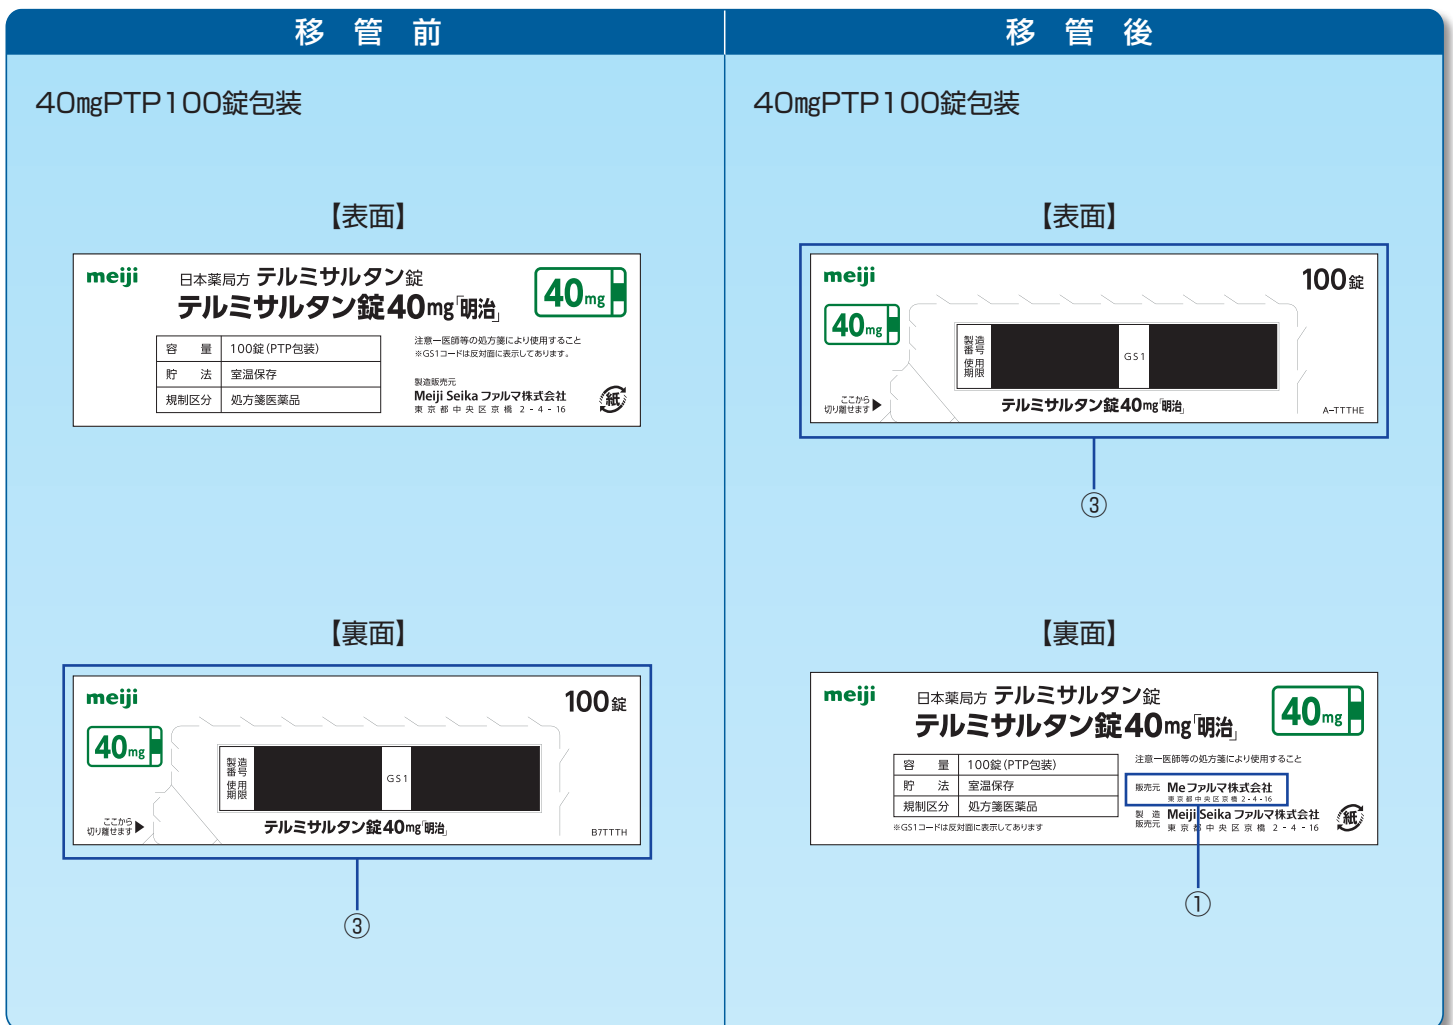 移管前
移管後
40㎎PTP100錠包装
【表面】
meiji
日本薬局方 テルミサルタン錠
テルミサルタン錠40mg「明治」
40mg
容量 100錠(PTP包装)
貯法 室温保存
規制区分 処方箋医薬品
注意－医師等の処方箋により使用すること
※GS1コードは反対面に表示してあります。
製造販売元
Meiji Seika ファルマ株式会社
東京都中央区京橋 2-4-16
紙
【裏面】
meiji
100錠
40mg
製造番号
使用期限
GS1
ここから
切り離せます▶
テルミサルタン錠40mg「明治」
B7TTTH
③
40㎎PTP100錠包装
【表面】
meiji
100錠
40mg
製造番号
使用期限
GS1
ここから
切り離せます▶
テルミサルタン錠40mg「明治」
A-TTTHE
③
【裏面】
meiji
日本薬局方 テルミサルタン錠
テルミサルタン錠40mg「明治」
40mg
容量 100錠(PTP包装)
貯法 室温保存
規制区分 処方箋医薬品
※GS1コードは反対面に表示してあります
注意－医師等の処方箋により使用すること
販売元 Meファルマ株式会社
東京都中央区京橋 2-4-16
製造販売元 Meiji Seika ファルマ株式会社
東京都中央区京橋 2-4-16
紙
①